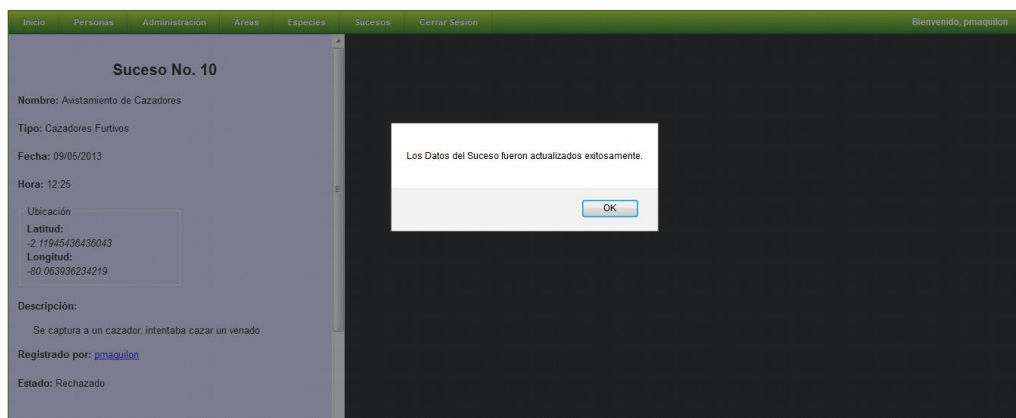 Inicio Personas Administración Áreas Especies Sucesos Cerrar Sesión Bienvenido, pmaquilon
Suceso No. 10
Nombre: Avistamiento de Cazadores
Tipo: Cazadores Furtivos
Fecha: 09/05/2013
Hora: 12:25
Ubicación
Latitud:
-2.11945436436043
Longitud:
-80.063936234219
Descripción:
Se captura a un cazador, intentaba cazar un venado
Registrado por: pmaquilon
Estado: Rechazado
Los Datos del Suceso fueron actualizados exitosamente.
OK